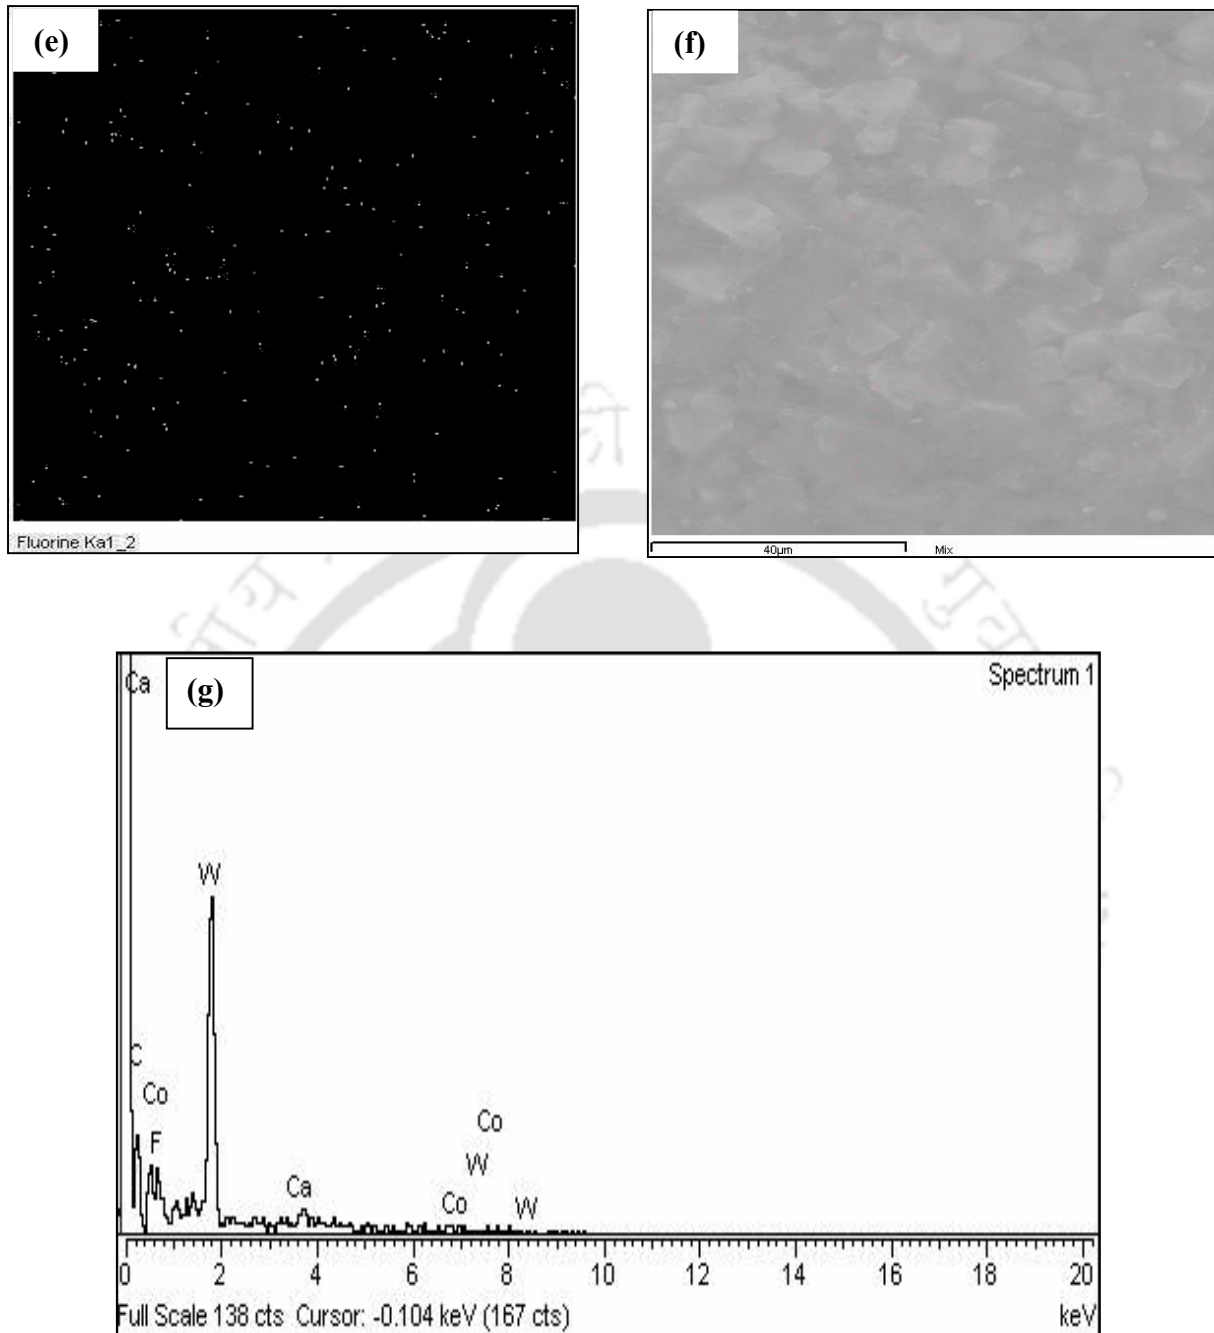 (e)
(f)
Fluorine Ka1_2
40µm Mix
Ca
(g)
Spectrum 1
W
C
Co
F
Ca
Co
W
Co
W
0 2 4 6 8 10 12 14 16 18 20
Full Scale 138 cts Cursor: -0.104 keV (167 cts) keV